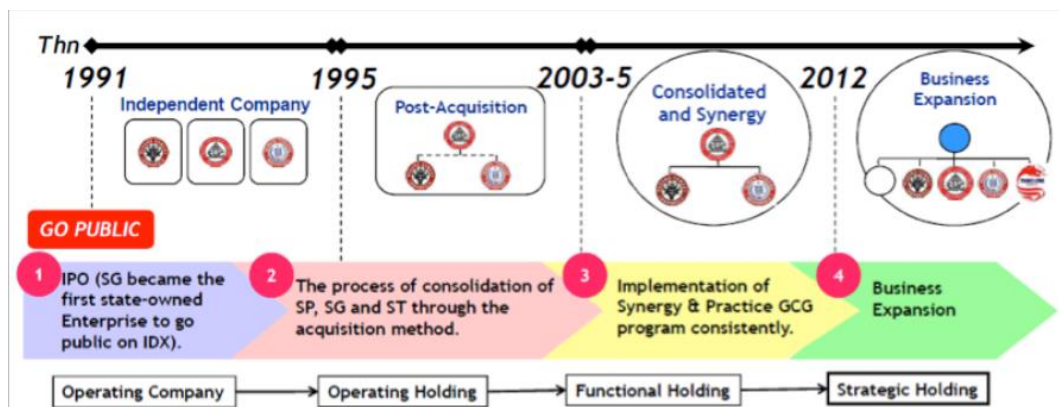 Thn
1991
1995
2003-5
2012
Independent Company
Post-Acquisition
Consolidated
and Synergy
Business
Expansion
GO PUBLIC
1
IPO (SG became the
first state-owned
Enterprise to go
public on IDX).
2
The process of consolidation of
SP, SG and ST through the
acquisition method.
3
Implementation of
Synergy & Practice GCG
program consistently.
4
Business
Expansion
Operating Company
Operating Holding
Functional Holding
Strategic Holding